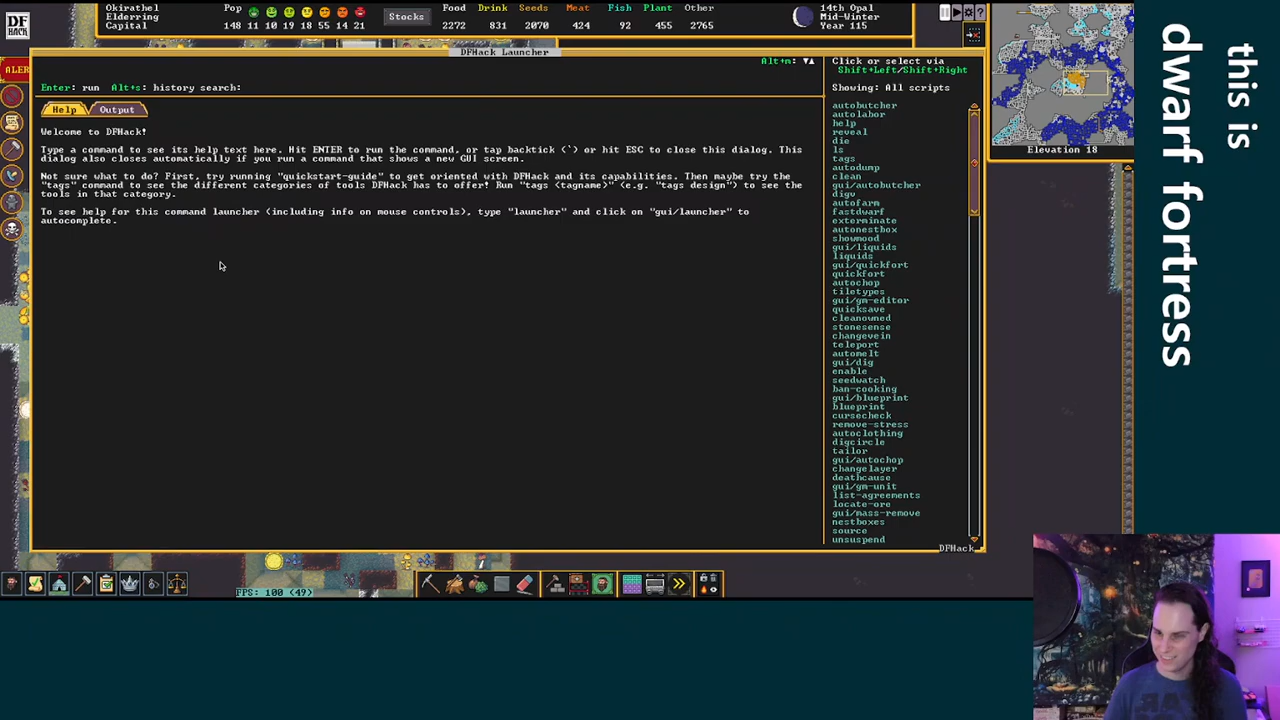 DF
HACK
Okirathel
Elderring
Capital
Pop
148 11 10 19 18 55 14 21
Stocks
Food Drink Seeds Meat Fish Plant Other
2272 831 2070 424 92 455 2765
14th Opal
Mid-Winter
Year 115
ALER
DFHack Launcher
Alt+m:
Enter: run Alt+s: history search:
Help
Output
Welcome to DFHack!
Type a command to see its help text here. Hit ENTER to run the command, or tap backtick (`) or hit ESC to close this dialog. This
dialog also closes automatically if you run a command that shows a new GUI screen.
Not sure what to do? First, try running "quickstart-guide" to get oriented with DFHack and its capabilities. Then maybe try the
"tags" command to see the different categories of tools DFHack has to offer! Run "tags <tagname>" (e.g. "tags design") to see the
tools in that category.
To see help for this command launcher (including info on mouse controls), type "launcher" and click on "gui/launcher" to
autocomplete.
Click or select via
Shift+Left/Shift+Right
Showing: All scripts
autobutcher
autolabor
help
reveal
die
ls
tags
autodump
clean
gui/autobutcher
digv
autofarm
fastdwarf
exterminate
autonestbox
showmood
gui/liquids
liquids
gui/quickfort
quickfort
autochop
tiletypes
gui/gm-editor
quicksave
cleanowned
stonesense
changevein
teleport
automelt
gui/dig
enable
seedwatch
ban-cooking
gui/blueprint
blueprint
cursecheck
remove-stress
autoclothing
digcircle
tailor
gui/autochop
changelayer
deathcause
gui/gm-unit
list-agreements
locate-ore
gui/mass-remove
nestboxes
source
unsuspend
DFHack
Elevation 18
FPS: 100 (49)
this is
dwarf fortress